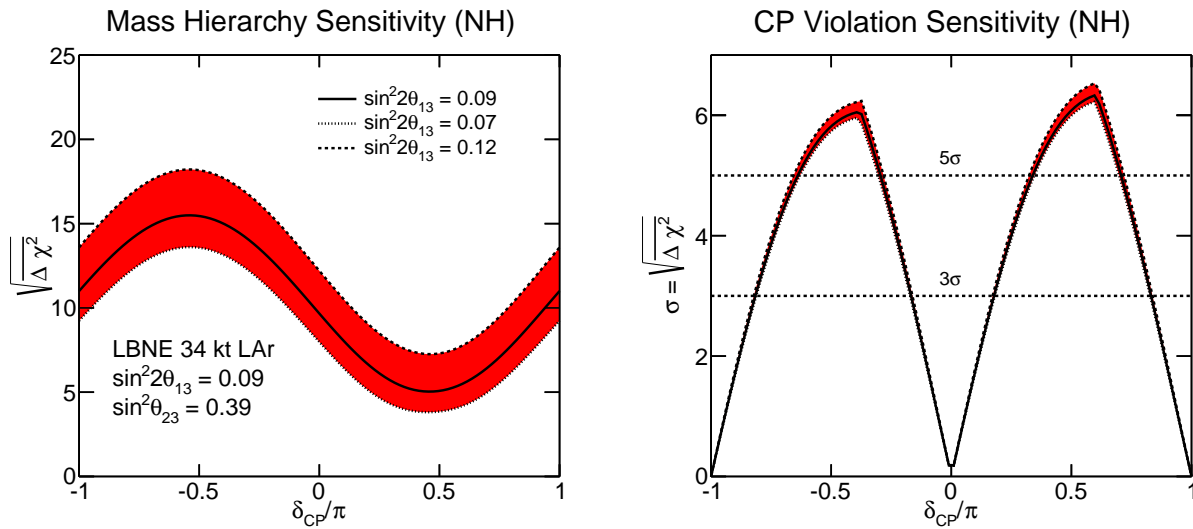 Mass Hierarchy Sensitivity (NH)
25
20
15
10
5
0
√Δχ²
sin²2θ₁₃ = 0.09
sin²2θ₁₃ = 0.07
sin²2θ₁₃ = 0.12
LBNE 34 kt LAr
sin²2θ₁₃ = 0.09
sin²θ₂₃ = 0.39
-1 -0.5 0 0.5 1
δ_CP/π
CP Violation Sensitivity (NH)
6
4
2
0
σ = √Δχ²
5σ
3σ
-1 -0.5 0 0.5 1
δ_CP/π